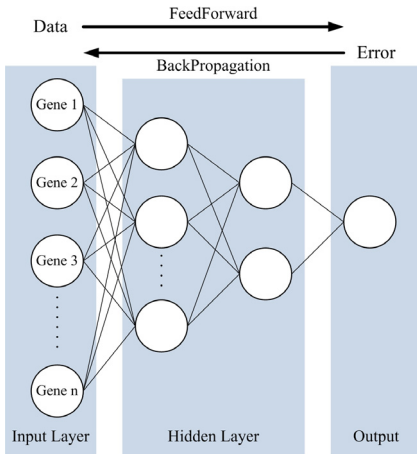 FeedForward
Data
Error
BackPropagation
Gene 1
Gene 2
Gene 3
Gene n
Input Layer
Hidden Layer
Output